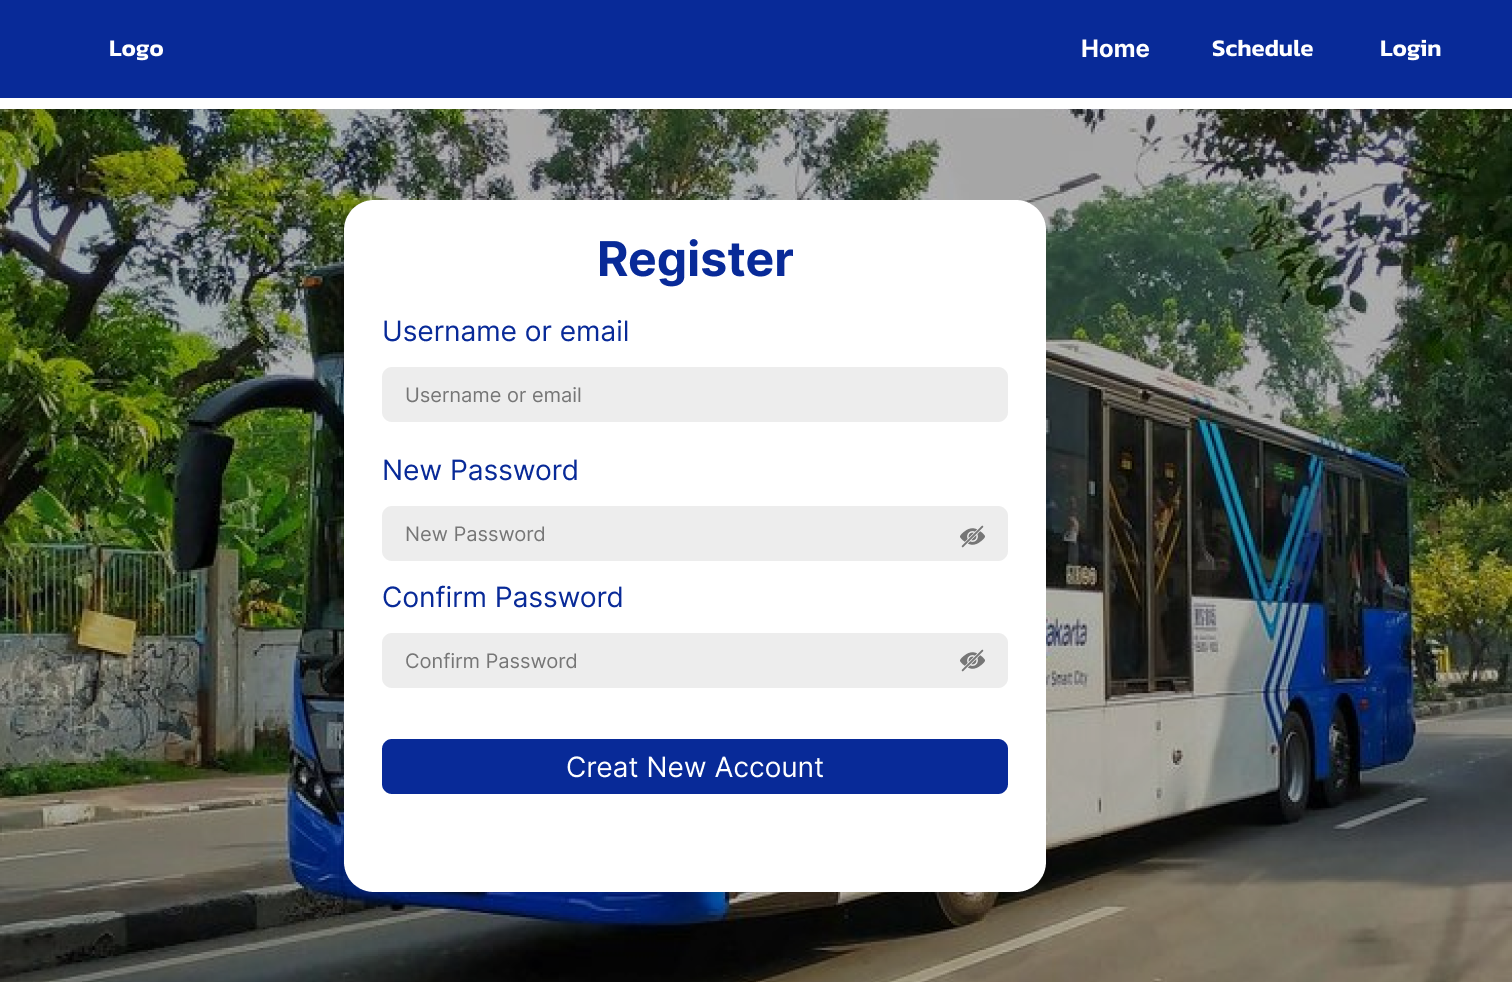 Logo
Home
Schedule
Login
Register
Username or email
Username or email
New Password
New Password
Confirm Password
Confirm Password
Creat New Account
akarta
Smart City